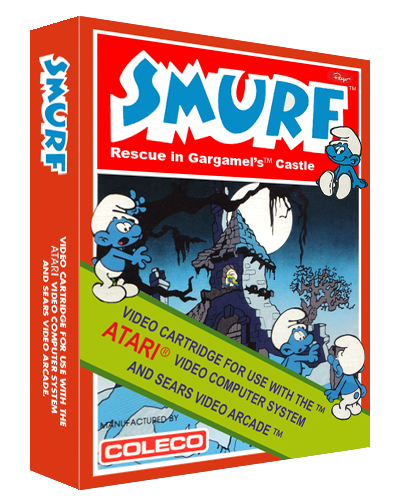 SMURF
Peyo
TM
Rescue in Gargamel's™ Castle
VIDEO CARTRIDGE FOR USE WITH THE ™
ATARI® VIDEO COMPUTER SYSTEM
AND SEARS VIDEO ARCADE ™
MANUFACTURED BY
COLECO
SMURF
VIDEO CARTRIDGE FOR USE WITH THE
ATARI VIDEO COMPUTER SYSTEM
AND SEARS VIDEO ARCADE.